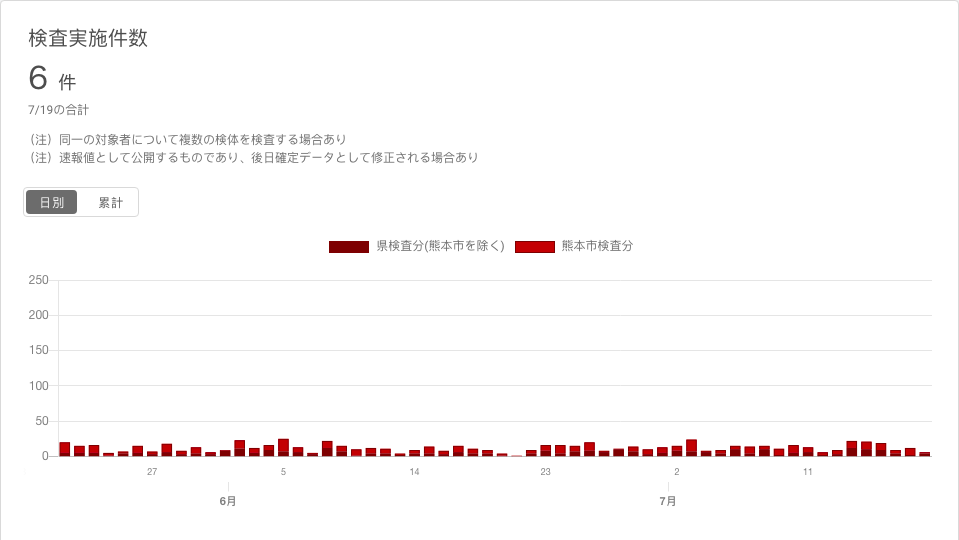 検査実施件数
6 件
7/19の合計
（注）同一の対象者について複数の検体を検査する場合あり
（注）速報値として公開するものであり、後日確定データとして修正される場合あり
日別 累計
県検査分(熊本市を除く) 熊本市検査分
250
200
150
100
50
0
27 5 14 23 2 11
6月 7月